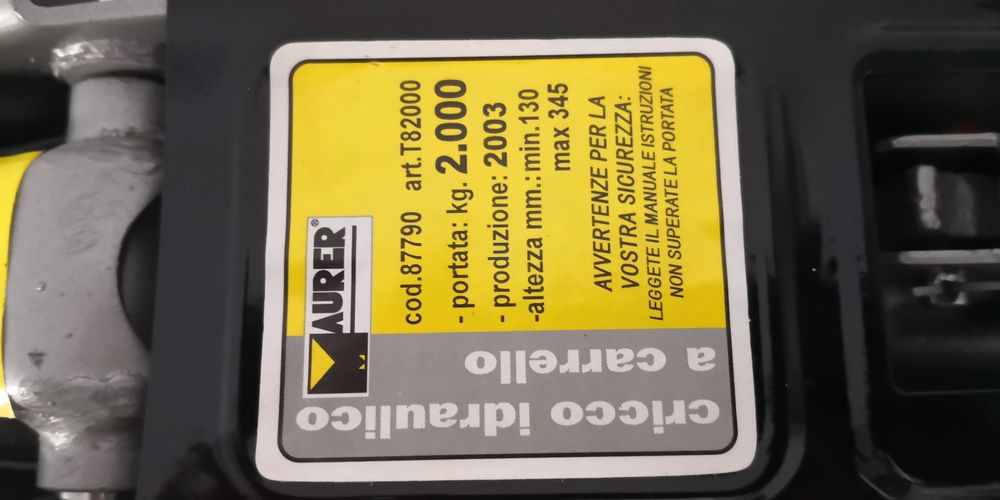 MAURER®
cod.87790 art.T82000
- portata: kg. 2.000
- produzione: 2003
-altezza mm.: min.130
max 345
AVVERTENZE PER LA
VOSTRA SICUREZZA:
LEGGETE IL MANUALE ISTRUZIONI
NON SUPERATE LA PORTATA
cricco idraulico
a carrello